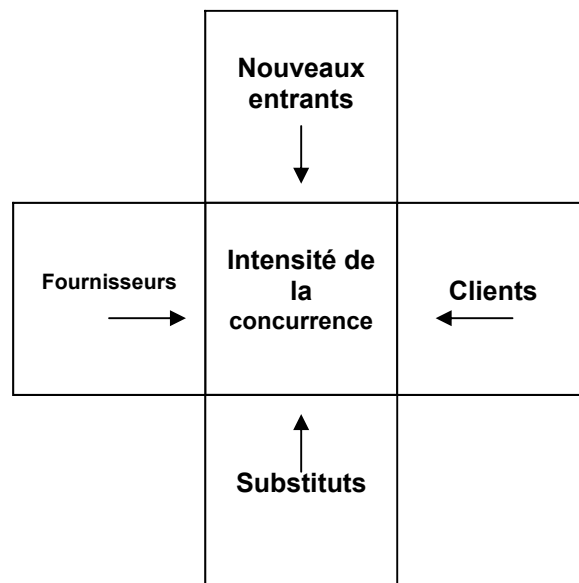 Nouveaux
entrants
Fournisseurs
Intensité de
la
concurrence
Clients
Substituts